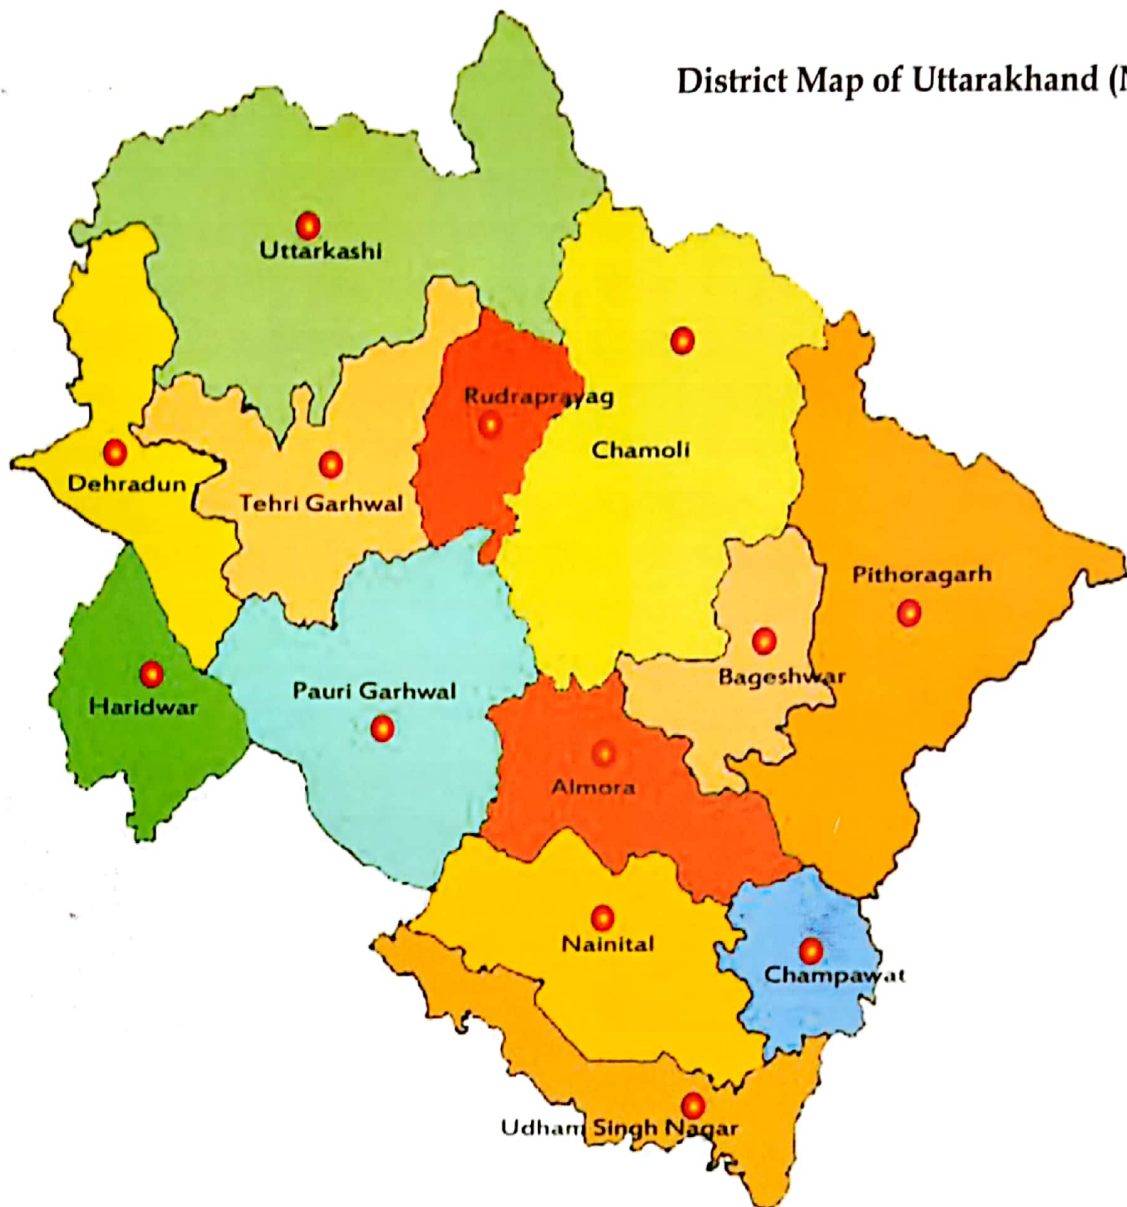 District Map of Uttarakhand
Uttarkashi
Rudraprayag
Chamoli
Dehradun
Tehri Garhwal
Pithoragarh
Bageshwar
Pauri Garhwal
Haridwar
Almora
Nainital
Champawat
Udham Singh Nagar